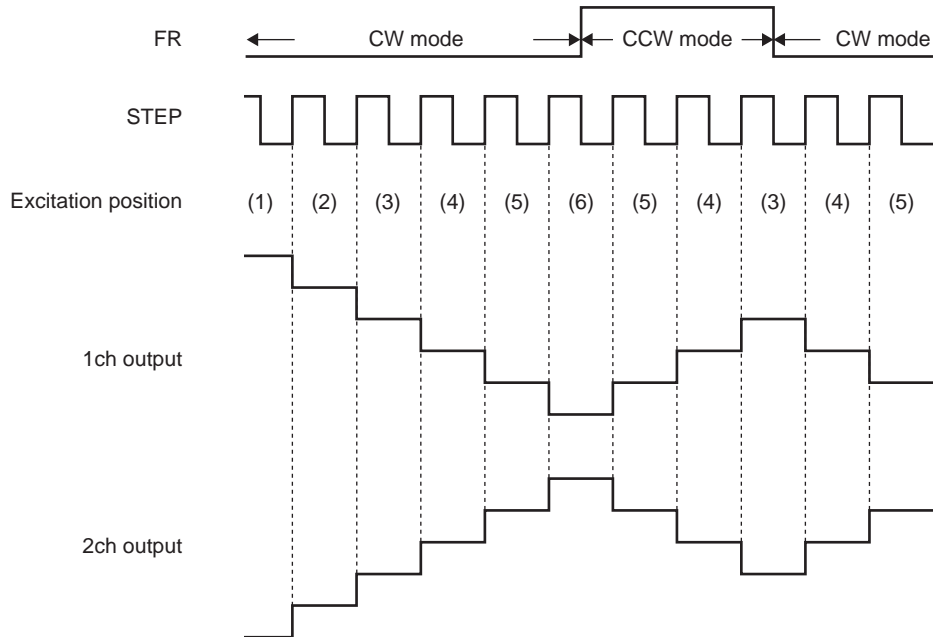 FR CW mode CCW mode CW mode
STEP
Excitation position (1) (2) (3) (4) (5) (6) (5) (4) (3) (4) (5)
1ch output
2ch output